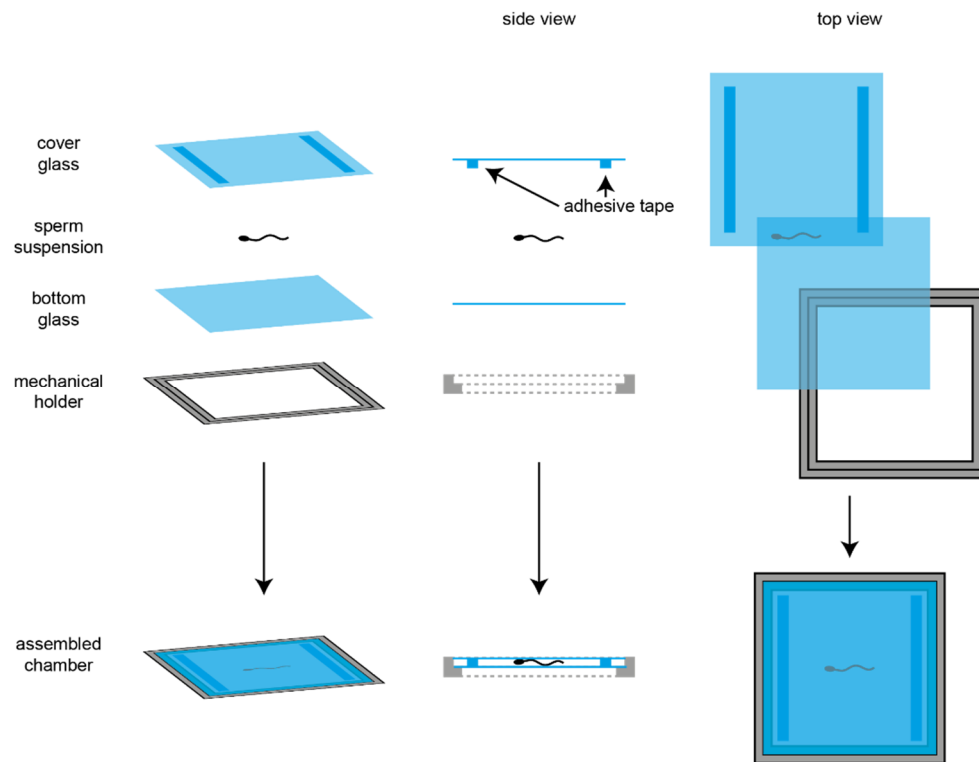 side view
top view
cover
glass
adhesive tape
sperm
suspension
bottom
glass
mechanical
holder
assembled
chamber